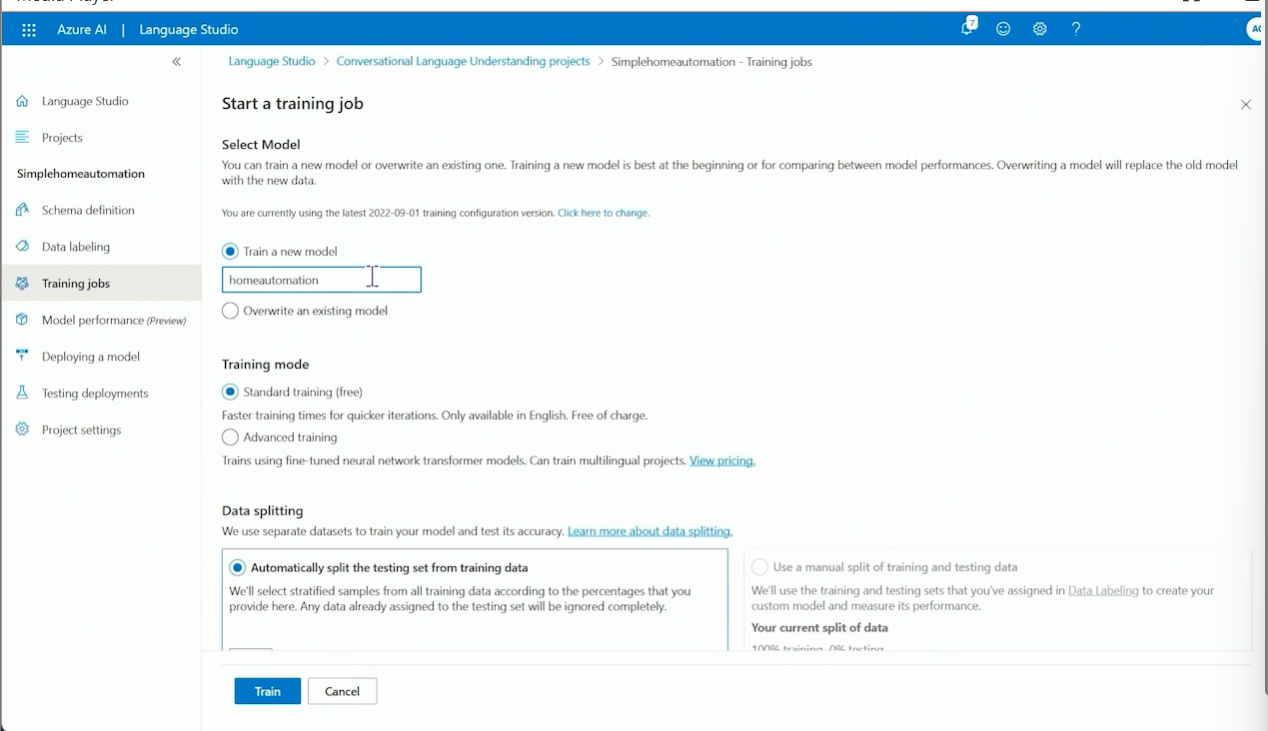 Media Player
Azure AI | Language Studio
7
?
AC
Language Studio > Conversational Language Understanding projects > Simplehomeautomation - Training jobs
Language Studio
Projects
Simplehomeautomation
Schema definition
Data labeling
Training jobs
Model performance (Preview)
Deploying a model
Testing deployments
Project settings
Start a training job
Select Model
You can train a new model or overwrite an existing one. Training a new model is best at the beginning or for comparing between model performances. Overwriting a model will replace the old model
with the new data.
You are currently using the latest 2022-09-01 training configuration version. Click here to change.
Train a new model
homeautomation
Overwrite an existing model
Training mode
Standard training (free)
Faster training times for quicker iterations. Only available in English. Free of charge.
Advanced training
Trains using fine-tuned neural network transformer models. Can train multilingual projects. View pricing.
Data splitting
We use separate datasets to train your model and test its accuracy. Learn more about data splitting.
Automatically split the testing set from training data
We'll select stratified samples from all training data according to the percentages that you
provide here. Any data already assigned to the testing set will be ignored completely.
Use a manual split of training and testing data
We'll use the training and testing sets that you've assigned in Data Labeling to create your
custom model and measure its performance.
Your current split of data
100% training, 0% testing
Train
Cancel